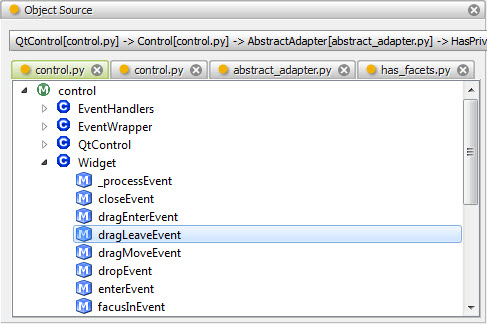 Object Source
QtControl[control.py] -> Control[control.py] -> AbstractAdapter[abstract_adapter.py] -> HasPriv
control.py control.py abstract_adapter.py has_facets.py
M control
C EventHandlers
C EventWrapper
C QtControl
C Widget
M _processEvent
M closeEvent
M dragEnterEvent
M dragLeaveEvent
M dragMoveEvent
M dropEvent
M enterEvent
M facusInEvent